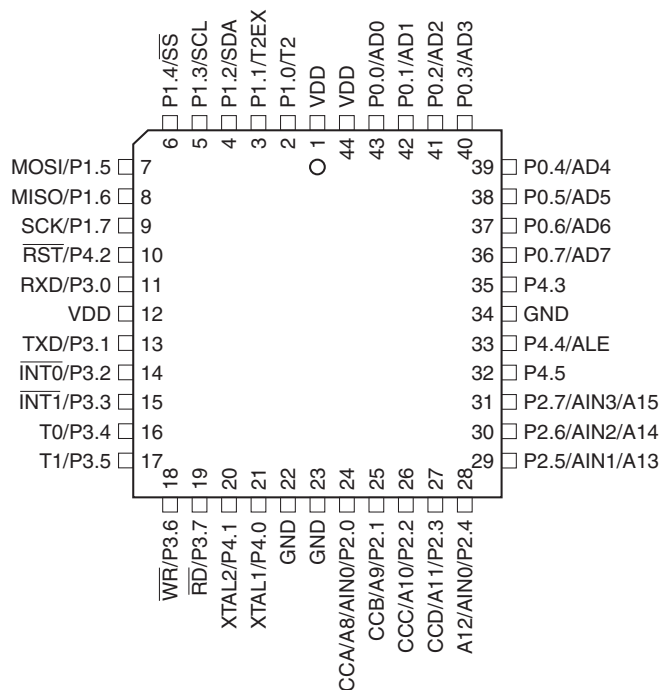 P1.4/S̅S̅
P1.3/SCL
P1.2/SDA
P1.1/T2EX
P1.0/T2
VDD
VDD
P0.0/AD0
P0.1/AD1
P0.2/AD2
P0.3/AD3
6 5 4 3 2 1 44 43 42 41 40
MOSI/P1.5 7
MISO/P1.6 8
SCK/P1.7 9
R̅S̅T̅/P4.2 10
RXD/P3.0 11
VDD 12
TXD/P3.1 13
I̅N̅T̅0̅/P3.2 14
I̅N̅T̅1̅/P3.3 15
T0/P3.4 16
T1/P3.5 17
39 P0.4/AD4
38 P0.5/AD5
37 P0.6/AD6
36 P0.7/AD7
35 P4.3
34 GND
33 P4.4/ALE
32 P4.5
31 P2.7/AIN3/A15
30 P2.6/AIN2/A14
29 P2.5/AIN1/A13
18 19 20 21 22 23 24 25 26 27 28
W̅R̅/P3.6
R̅D̅/P3.7
XTAL2/P4.1
XTAL1/P4.0
GND
GND
CCA/A8/AIN0/P2.0
CCB/A9/P2.1
CCC/A10/P2.2
CCD/A11/P2.3
A12/AIN0/P2.4